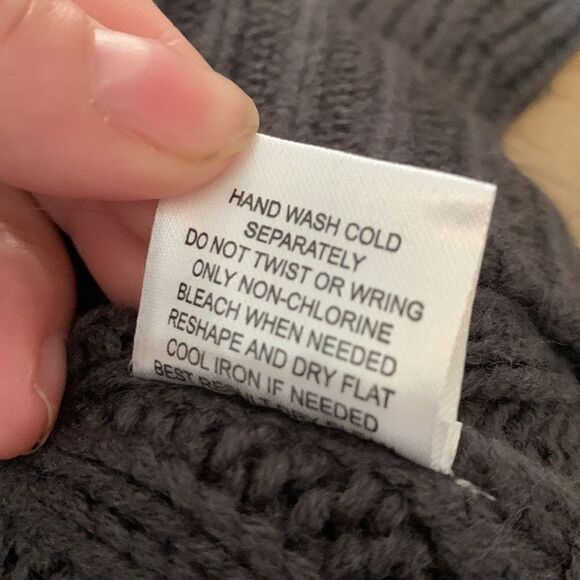 HAND WASH COLD
SEPARATELY
DO NOT TWIST OR WRING
ONLY NON-CHLORINE
BLEACH WHEN NEEDED
RESHAPE AND DRY FLAT
COOL IRON IF NEEDED
BEST